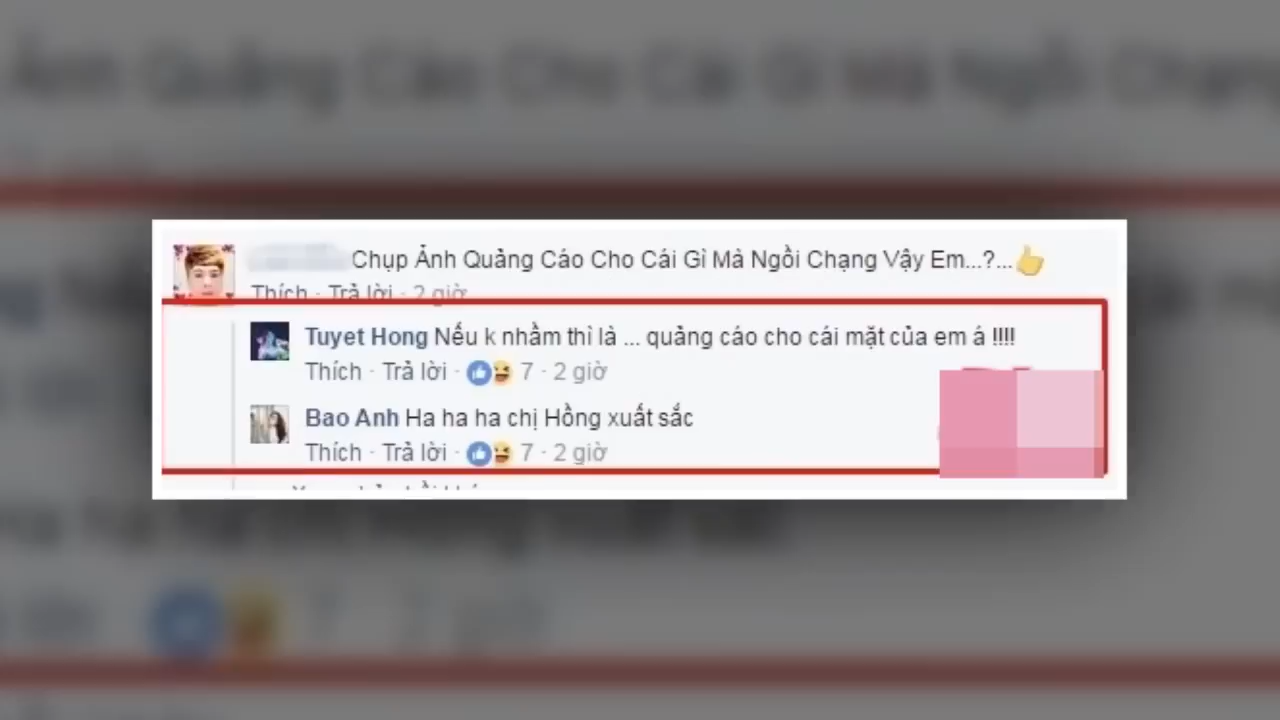 Chụp Ảnh Quảng Cáo Cho Cái Gì Mà Ngồi Chạng Vậy Em...?...
Thích · Trả lời · 2 giờ
Tuyet Hong Nếu k nhầm thì là ... quảng cáo cho cái mặt của em á !!!!
Thích · Trả lời · 7 · 2 giờ
Bao Anh Ha ha ha chị Hồng xuất sắc
Thích · Trả lời · 7 · 2 giờ